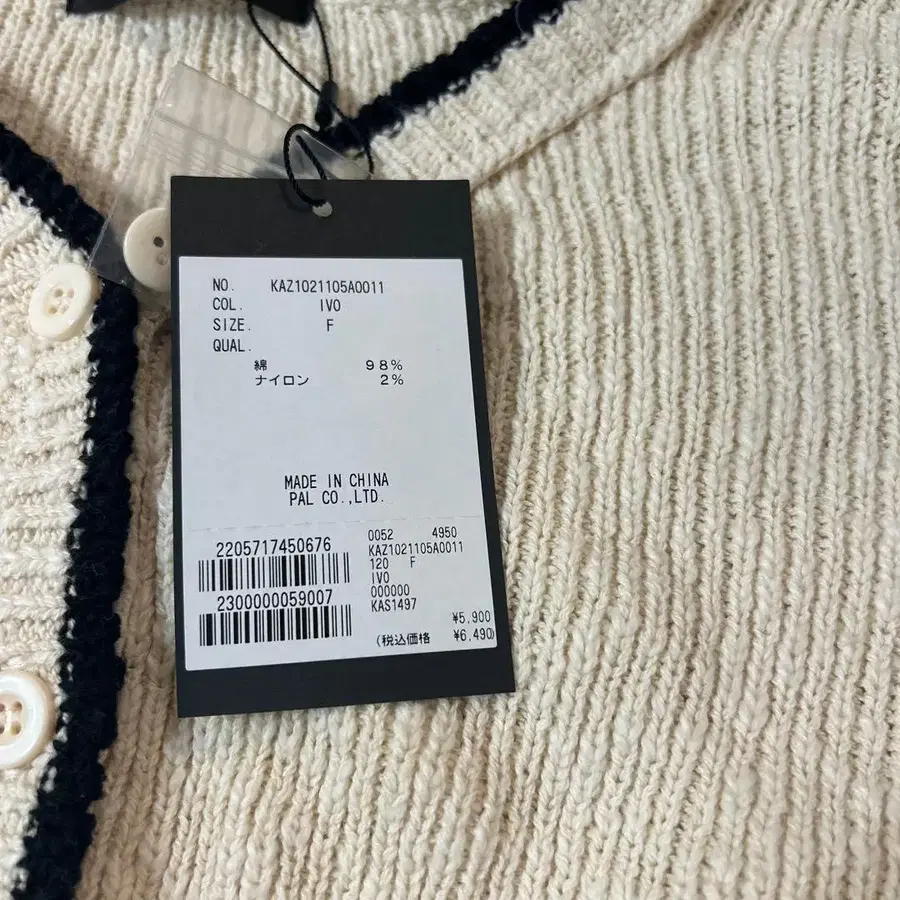 NO. KAZ1021105A0011
COL. IVO
SIZE. F
QUAL.
綿 98%
ナイロン 2%
MADE IN CHINA
PAL CO.,LTD.
2205717450676
2300000059007
0052 4950
KAZ1021105A0011
120 F
IVO
000000
KAS1497
¥5,900
(税込価格 ¥6,490)